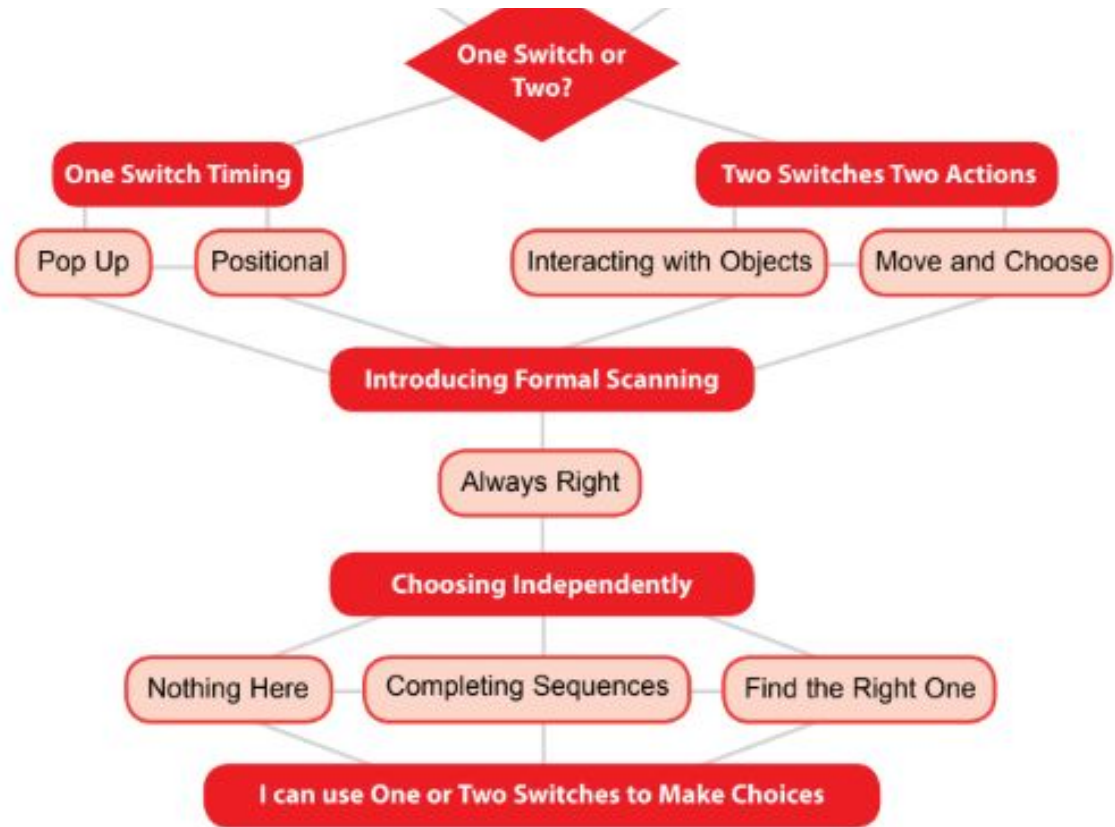 One Switch or
Two?
One Switch Timing
Two Switches Two Actions
Pop Up
Positional
Interacting with Objects
Move and Choose
Introducing Formal Scanning
Always Right
Choosing Independently
Nothing Here
Completing Sequences
Find the Right One
I can use One or Two Switches to Make Choices